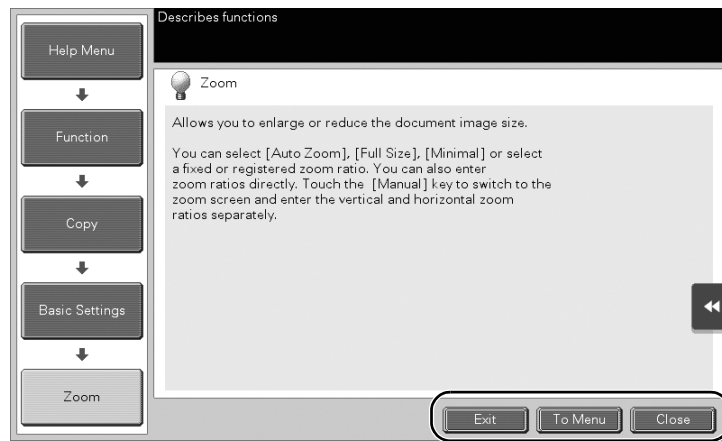 Describes functions
Help Menu
Function
Copy
Basic Settings
Zoom
Zoom
Allows you to enlarge or reduce the document image size.
You can select [Auto Zoom], [Full Size], [Minimal] or select
a fixed or registered zoom ratio. You can also enter
zoom ratios directly. Touch the [Manual] key to switch to the
zoom screen and enter the vertical and horizontal zoom
ratios separately.
Exit
To Menu
Close